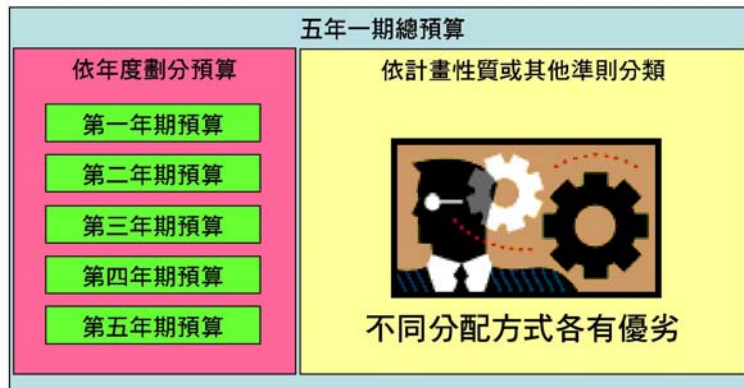 五年一期總預算
依年度劃分預算
第一年期預算
第二年期預算
第三年期預算
第四年期預算
第五年期預算
依計畫性質或其他準則分類
不同分配方式各有優劣